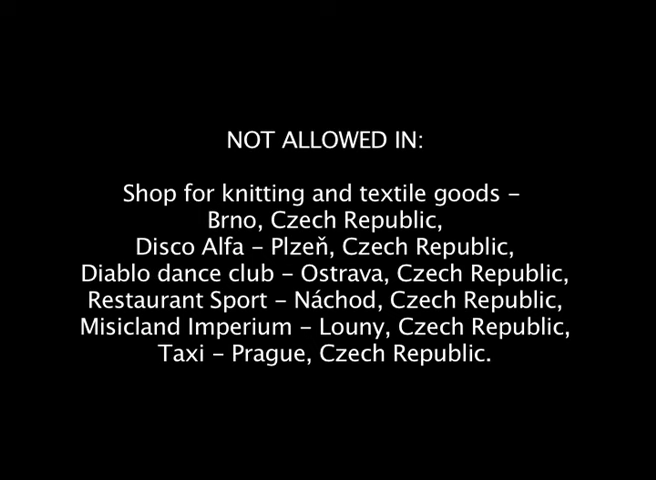 NOT ALLOWED IN:
Shop for knitting and textile goods –
Brno, Czech Republic,
Disco Alfa – Plzeň, Czech Republic,
Diablo dance club – Ostrava, Czech Republic,
Restaurant Sport – Náchod, Czech Republic,
Misicland Imperium – Louny, Czech Republic,
Taxi – Prague, Czech Republic.